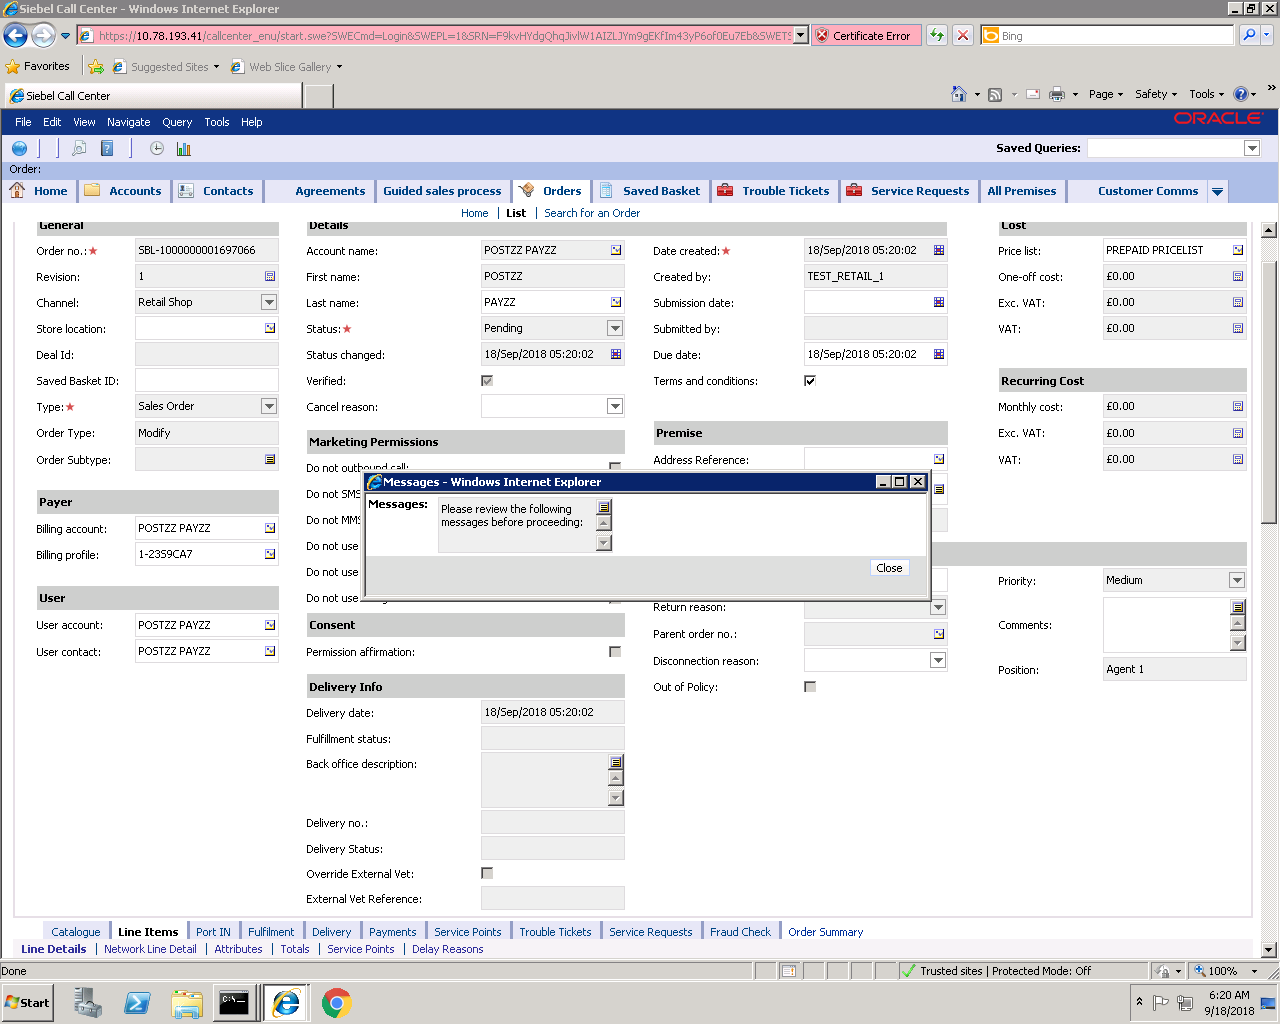 Siebel Call Center - Windows Internet Explorer
https://10.78.193.41/callcenter_enu/start.swe?SWECmd=Login&SWEPL=1&SRN=F9kvHYdgQhqJivlW1AIZLJYm9gEKfIm43yP6of0Eu7Eb&SWETS
Certificate Error
Bing
Favorites
Suggested Sites
Web Slice Gallery
Siebel Call Center
Page Safety Tools
File Edit View Navigate Query Tools Help
ORACLE
Saved Queries:
Order:
Home Accounts Contacts Agreements Guided sales process Orders Saved Basket Trouble Tickets Service Requests All Premises Customer Comms
Home | List | Search for an Order
General
Order no.: SBL-1000000001697066
Revision: 1
Channel: Retail Shop
Store location:
Deal Id:
Saved Basket ID:
Type: Sales Order
Order Type: Modify
Order Subtype:
Payer
Billing account: POSTZZ PAYZZ
Billing profile: 1-23S9CA7
User
User account: POSTZZ PAYZZ
User contact: POSTZZ PAYZZ
Details
Account name: POSTZZ PAYZZ
First name: POSTZZ
Last name: PAYZZ
Status: Pending
Status changed: 18/Sep/2018 05:20:02
Verified:
Cancel reason:
Marketing Permissions
Do not outbound call:
Do not SMS
Do not MMS
Do not use
Do not use
Do not use
Consent
Permission affirmation:
Delivery Info
Delivery date: 18/Sep/2018 05:20:02
Fulfillment status:
Back office description:
Delivery no.:
Delivery Status:
Override External Vet:
External Vet Reference:
Date created: 18/Sep/2018 05:20:02
Created by: TEST_RETAIL_1
Submission date:
Submitted by:
Due date: 18/Sep/2018 05:20:02
Terms and conditions:
Premise
Address Reference:
Return reason:
Parent order no.:
Disconnection reason:
Out of Policy:
Cost
Price list: PREPAID PRICELIST
One-off cost: £0.00
Exc. VAT: £0.00
VAT: £0.00
Recurring Cost
Monthly cost: £0.00
Exc. VAT: £0.00
VAT: £0.00
Priority: Medium
Comments:
Position: Agent 1
Messages - Windows Internet Explorer
Messages: Please review the following
messages before proceeding:
Close
Catalogue Line Items Port IN Fulfilment Delivery Payments Service Points Trouble Tickets Service Requests Fraud Check Order Summary
Line Details | Network Line Detail | Attributes | Totals | Service Points | Delay Reasons
Done
Trusted sites | Protected Mode: Off
100%
Start
6:20 AM
9/18/2018